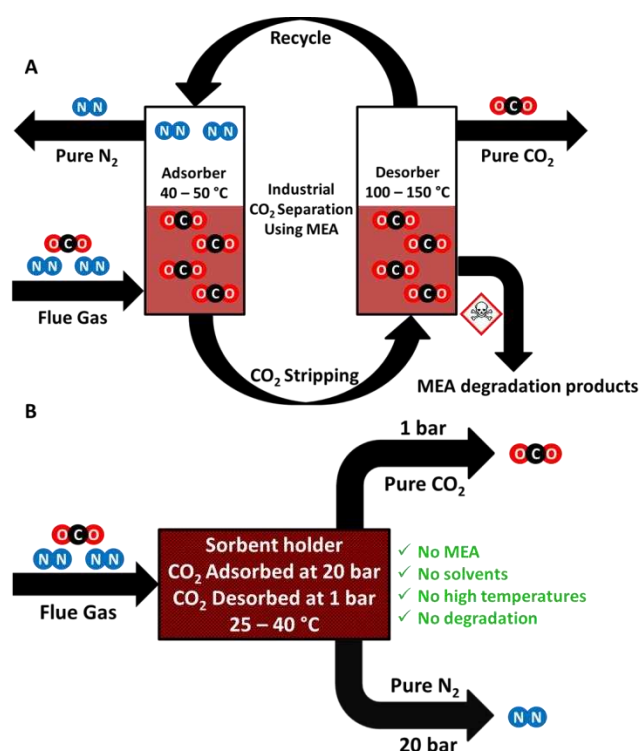 Recycle
A
N N
Pure N₂
N N N N
Adsorber
40 – 50 °C
O C O
O C O
O C O
O C O
O C O
N N N N
Flue Gas
Industrial
CO₂ Separation
Using MEA
Desorber
100 – 150 °C
O C O
O C O
O C O
O C O
O C O
Pure CO₂
CO₂ Stripping
MEA degradation products
B
1 bar
Pure CO₂
O C O
O C O
N N N N
Flue Gas
Sorbent holder
CO₂ Adsorbed at 20 bar
CO₂ Desorbed at 1 bar
25 – 40 °C
✓ No MEA
✓ No solvents
✓ No high temperatures
✓ No degradation
Pure N₂
20 bar
N N